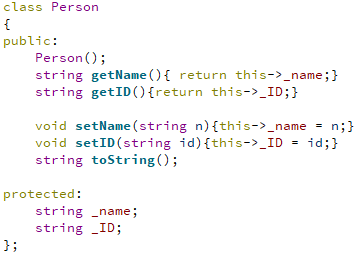 class Person
{
public:
    Person();
    string getName(){ return this->_name;}
    string getID(){return this->_ID;}

    void setName(string n){this->_name = n;}
    void setID(string id){this->_ID = id;}
    string toString();

protected:
    string _name;
    string _ID;
};